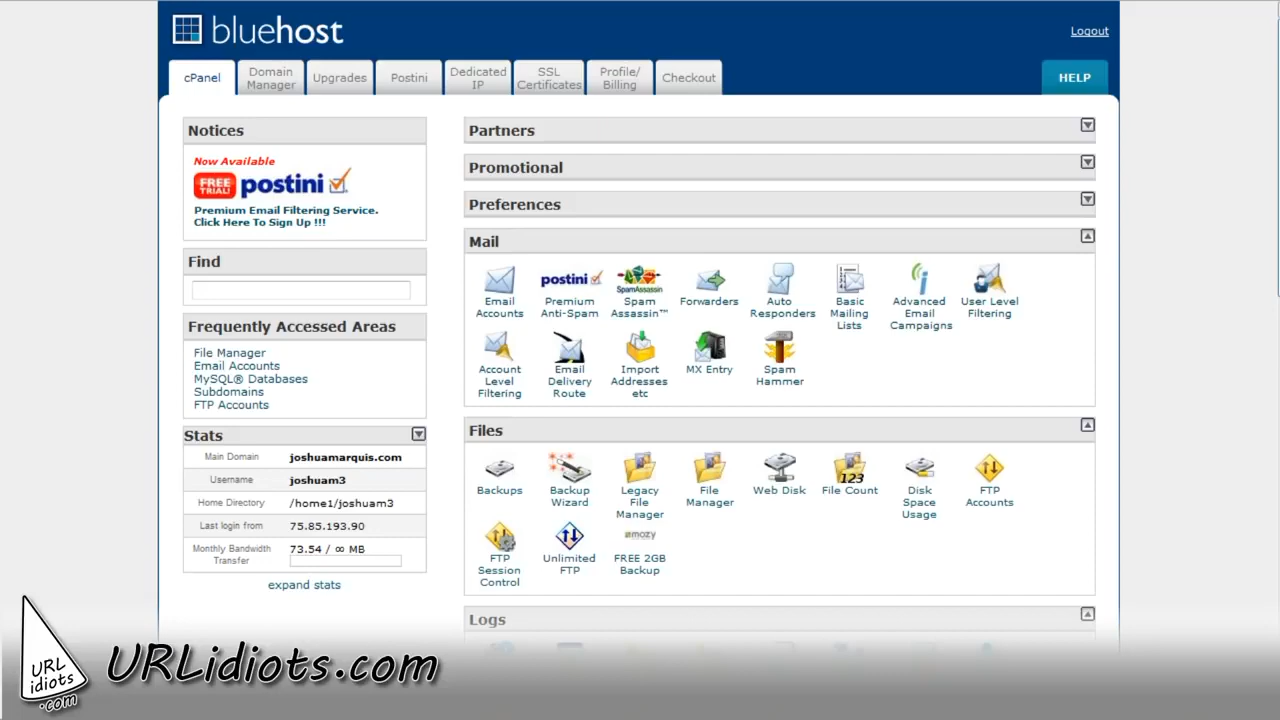 bluehost
Logout
cPanel
Domain
Manager
Upgrades
Postini
Dedicated
IP
SSL
Certificates
Profile/
Billing
Checkout
HELP
Notices
Now Available
FREE
TRIAL!
postini
Premium Email Filtering Service.
Click Here To Sign Up !!!
Find
Frequently Accessed Areas
File Manager
Email Accounts
MySQL® Databases
Subdomains
FTP Accounts
Stats
Main Domain joshuamarquis.com
Username joshuam3
Home Directory /home1/joshuam3
Last login from 75.85.193.90
Monthly Bandwidth
Transfer
73.54 / ∞ MB
expand stats
Partners
Promotional
Preferences
Mail
Email
Accounts
postini
Premium
Anti-Spam
SpamAssassin
Spam
Assassin™
Forwarders
Auto
Responders
Basic
Mailing
Lists
Advanced
Email
Campaigns
User Level
Filtering
Account
Level
Filtering
Email
Delivery
Route
Import
Addresses
etc
MX Entry
Spam
Hammer
Files
Backups
Backup
Wizard
Legacy
File
Manager
File
Manager
Web Disk
123
File Count
Disk
Space
Usage
FTP
Accounts
FTP
Session
Control
Unlimited
FTP
mozy
FREE 2GB
Backup
Logs
URL
idiots
.com
URLidiots.com